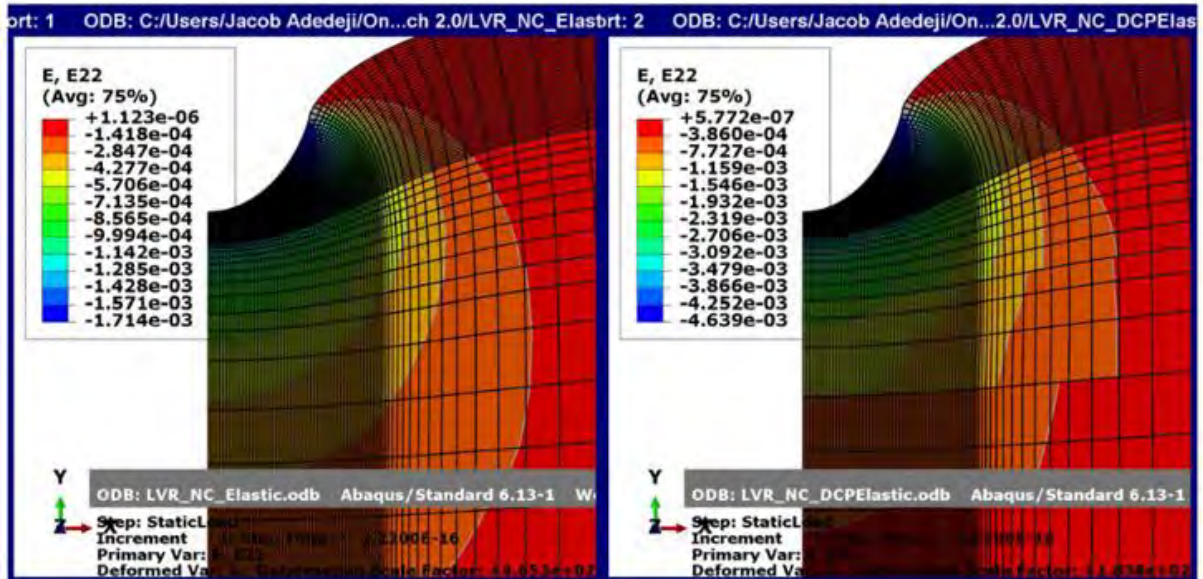 ort: 1 ODB: C:/Users/Jacob Adedeji/On...ch 2.0/LVR_NC_Elast
E, E22
(Avg: 75%)
+1.123e-06
-1.418e-04
-2.847e-04
-4.277e-04
-5.706e-04
-7.135e-04
-8.565e-04
-9.994e-04
-1.142e-03
-1.285e-03
-1.428e-03
-1.571e-03
-1.714e-03
Y
Z X
ODB: LVR_NC_Elastic.odb Abaqus/Standard 6.13-1
Step: StaticLoad
Increment
Primary Var: E, E22
Deformed Var
ort: 2 ODB: C:/Users/Jacob Adedeji/On...2.0/LVR_NC_DCPElas
E, E22
(Avg: 75%)
+5.772e-07
-3.860e-04
-7.727e-04
-1.159e-03
-1.546e-03
-1.932e-03
-2.319e-03
-2.706e-03
-3.092e-03
-3.479e-03
-3.866e-03
-4.252e-03
-4.639e-03
Y
Z X
ODB: LVR_NC_DCPElastic.odb Abaqus/Standard 6.13-1
Step: StaticLoad
Increment
Primary Var:
Deformed Var